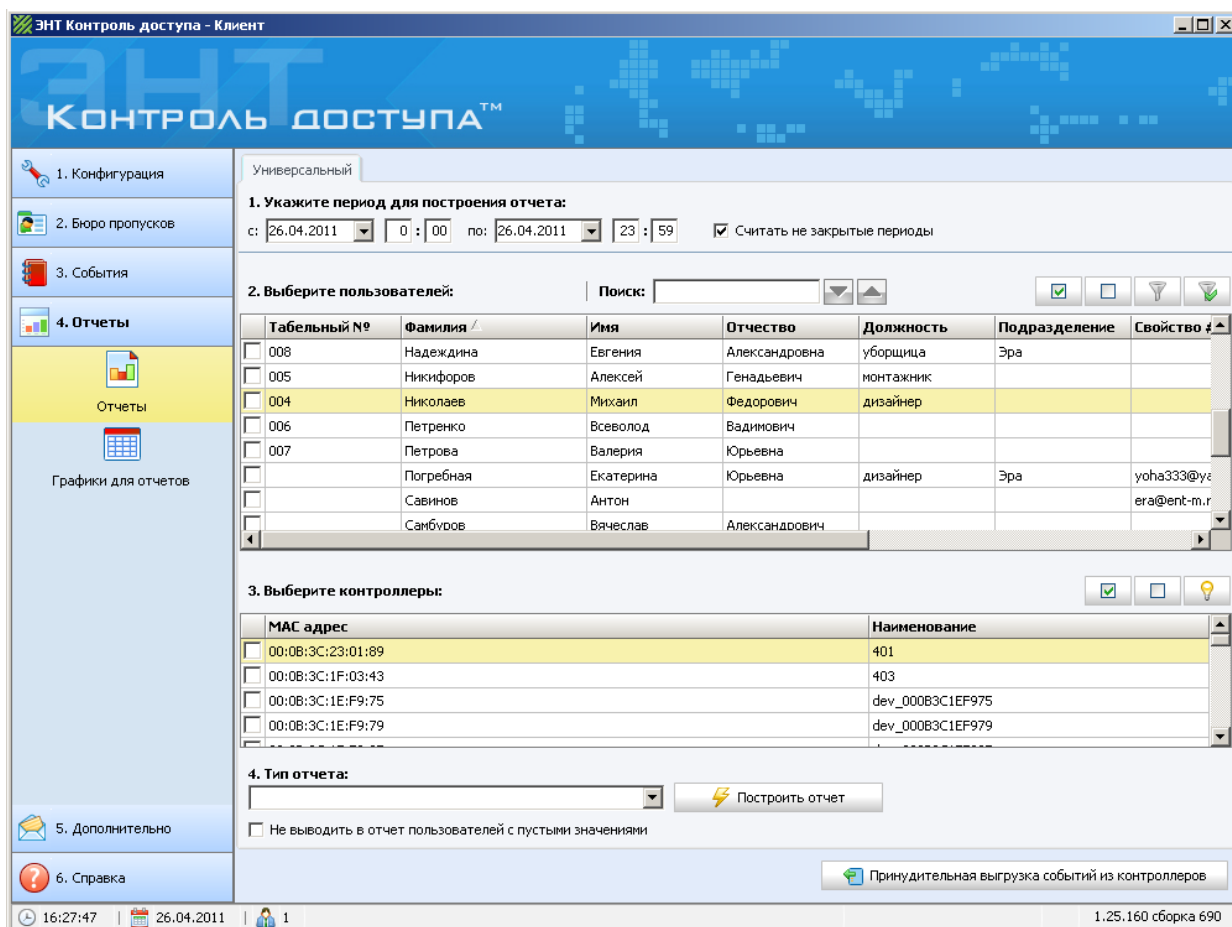 ЭНТ Контроль доступа - Клиент
ЭНТ
Контроль доступа™
1. Конфигурация
2. Бюро пропусков
3. События
4. Отчеты
Отчеты
Графики для отчетов
5. Дополнительно
6. Справка
Универсальный
1. Укажите период для построения отчета:
с: 26.04.2011 0 : 00 по: 26.04.2011 23 : 59 Считать не закрытые периоды
2. Выберите пользователей: Поиск:
Табельный № Фамилия Имя Отчество Должность Подразделение Свойство #
008 Надеждина Евгения Александровна уборщица Эра
005 Никифоров Алексей Генадьевич монтажник
004 Николаев Михаил Федорович дизайнер
006 Петренко Всеволод Вадимович
007 Петрова Валерия Юрьевна
Погребная Екатерина Юрьевна дизайнер Эра yoha333@ya
Савинов Антон era@ent-m.r
Самбуров Вячеслав Александрович
3. Выберите контроллеры:
MAC адрес Наименование
00:0B:3C:23:01:89 401
00:0B:3C:1F:03:43 403
00:0B:3C:1E:F9:75 dev_000B3C1EF975
00:0B:3C:1E:F9:79 dev_000B3C1EF979
4. Тип отчета:
Построить отчет
Не выводить в отчет пользователей с пустыми значениями
Принудительная выгрузка событий из контроллеров
16:27:47 | 26.04.2011 | 1 1.25.160 сборка 690